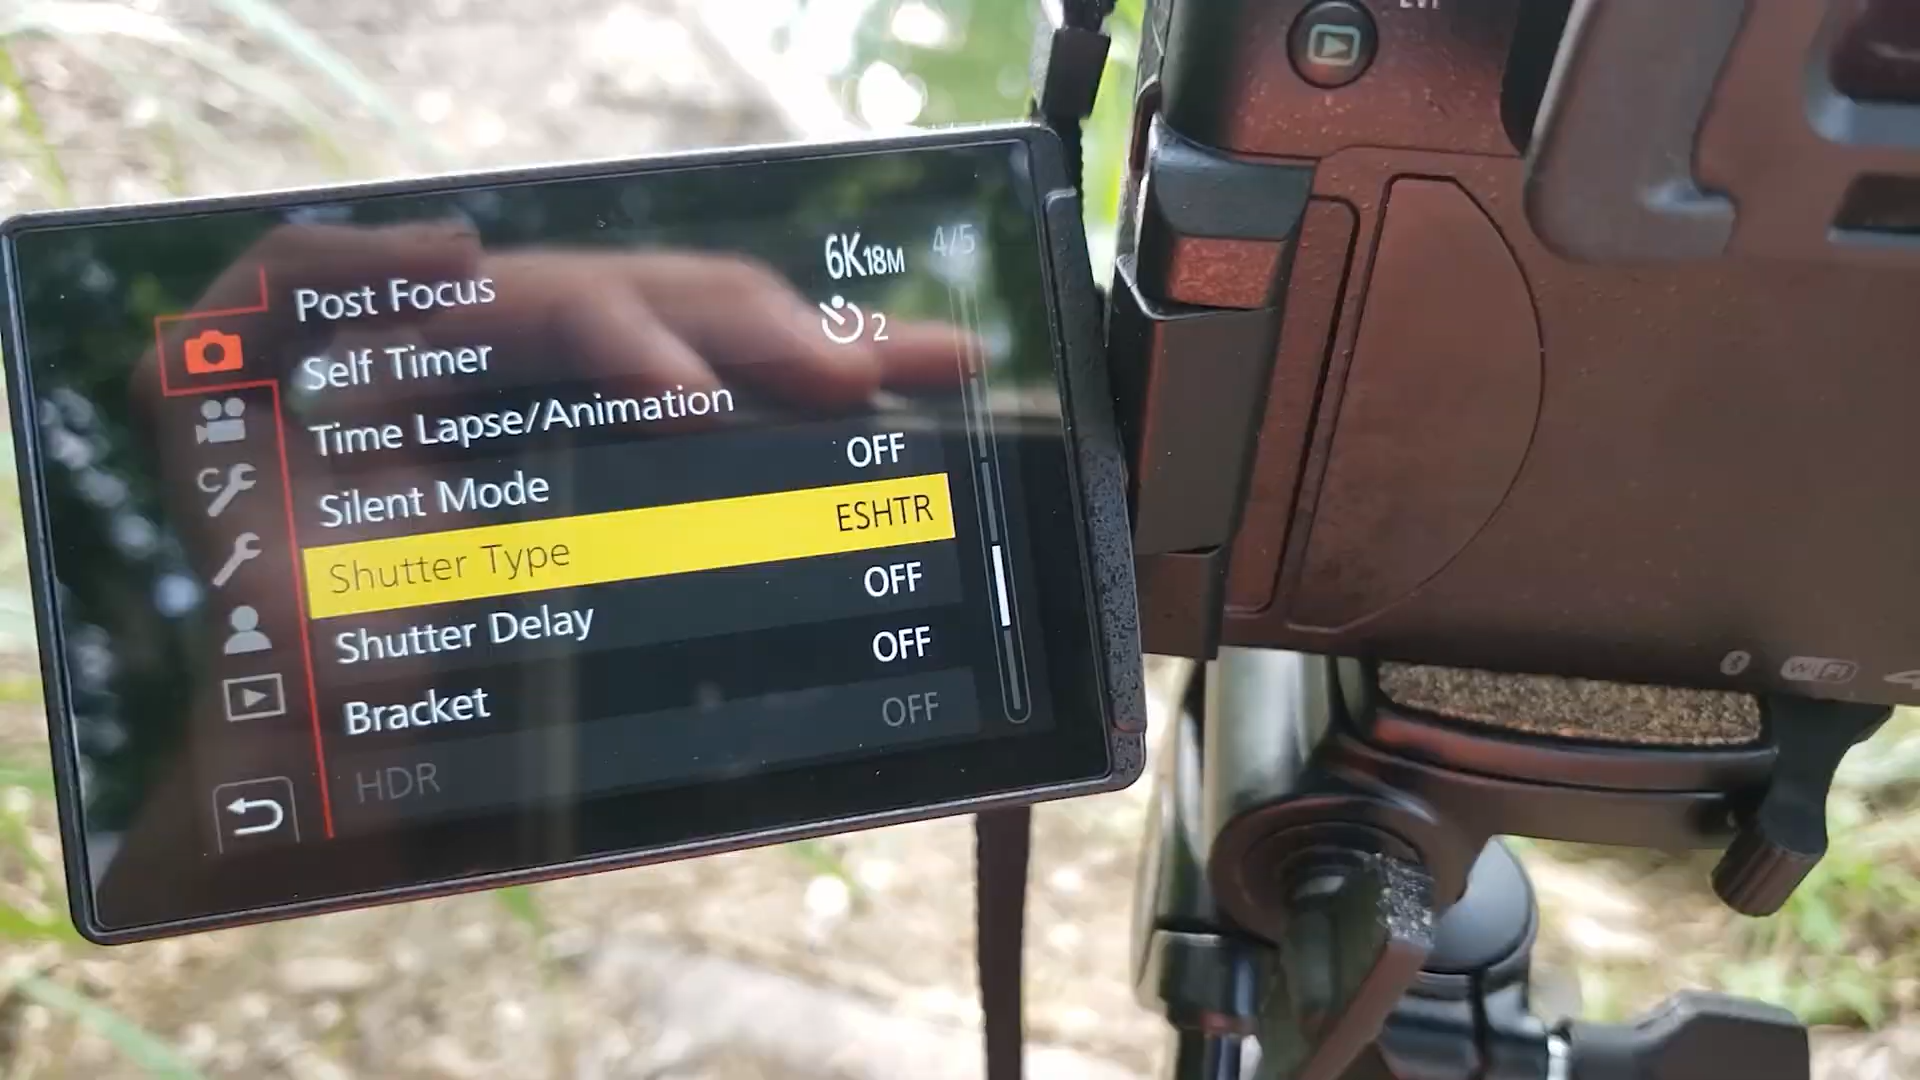 Post Focus 6K18M 4/5
Self Timer 2
Time Lapse/Animation
Silent Mode OFF
Shutter Type ESHTR
Shutter Delay OFF
Bracket OFF
HDR OFF
C
WiFi